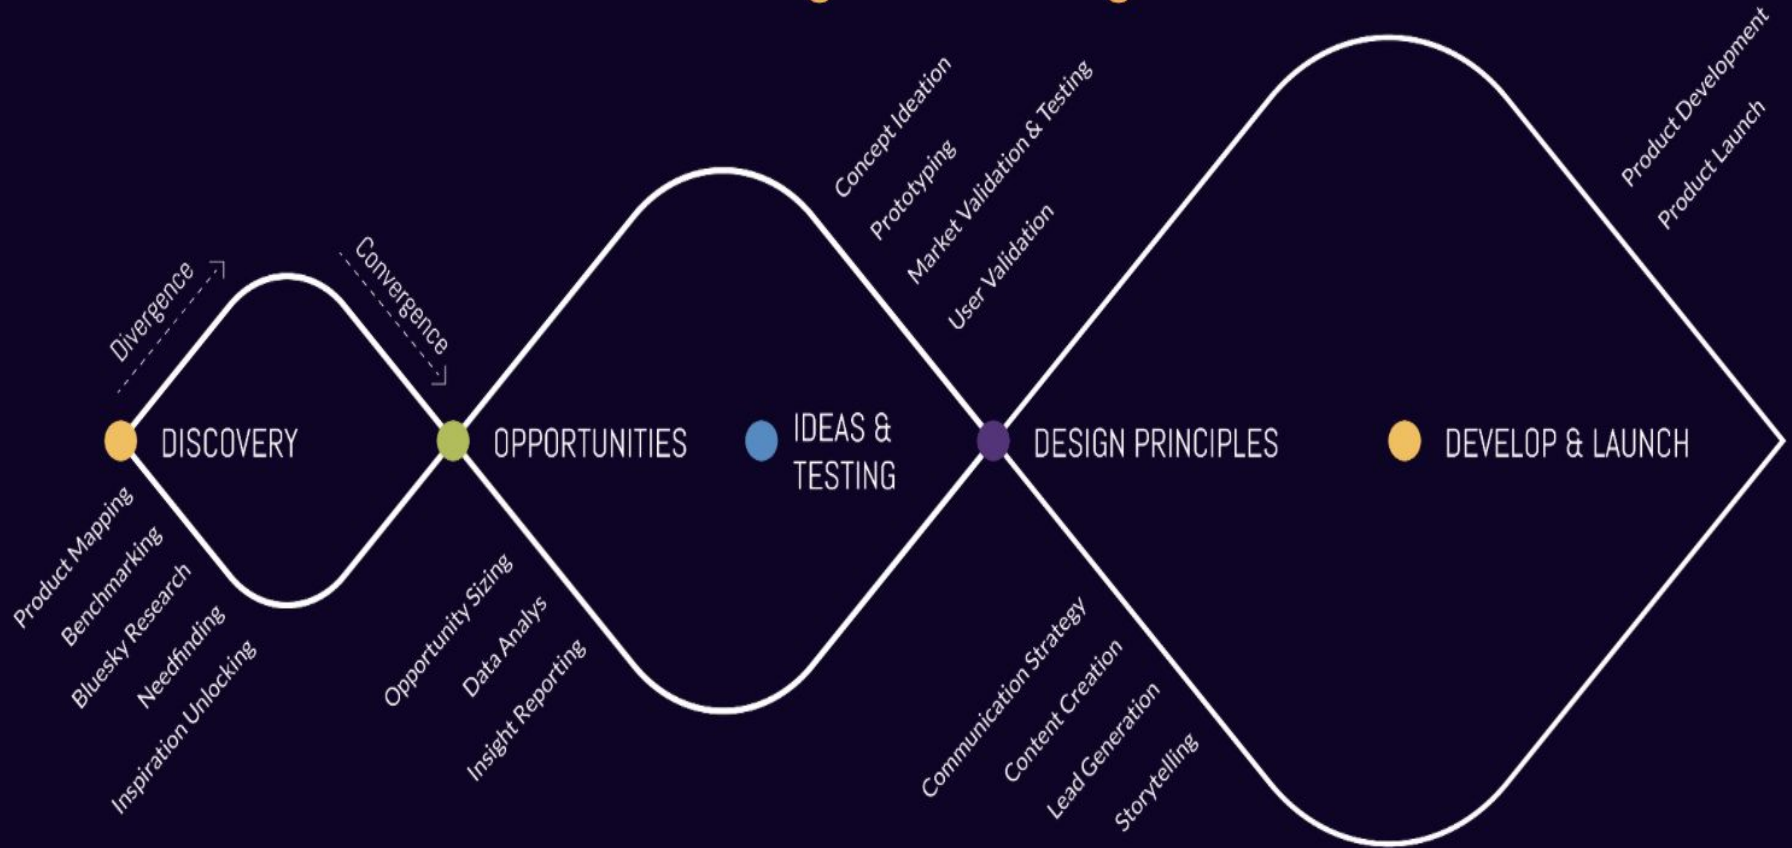 Divergence
Convergence
DISCOVERY
Product Mapping
Benchmarking
Bluesky Research
Needfinding
Inspiration Unlocking
OPPORTUNITIES
Opportunity Sizing
Data Analys
Insight Reporting
IDEAS &
TESTING
Concept Ideation
Prototyping
Market Validation & Testing
User Validation
DESIGN PRINCIPLES
Communication Strategy
Content Creation
Lead Generation
Storytelling
DEVELOP & LAUNCH
Product Development
Product Launch